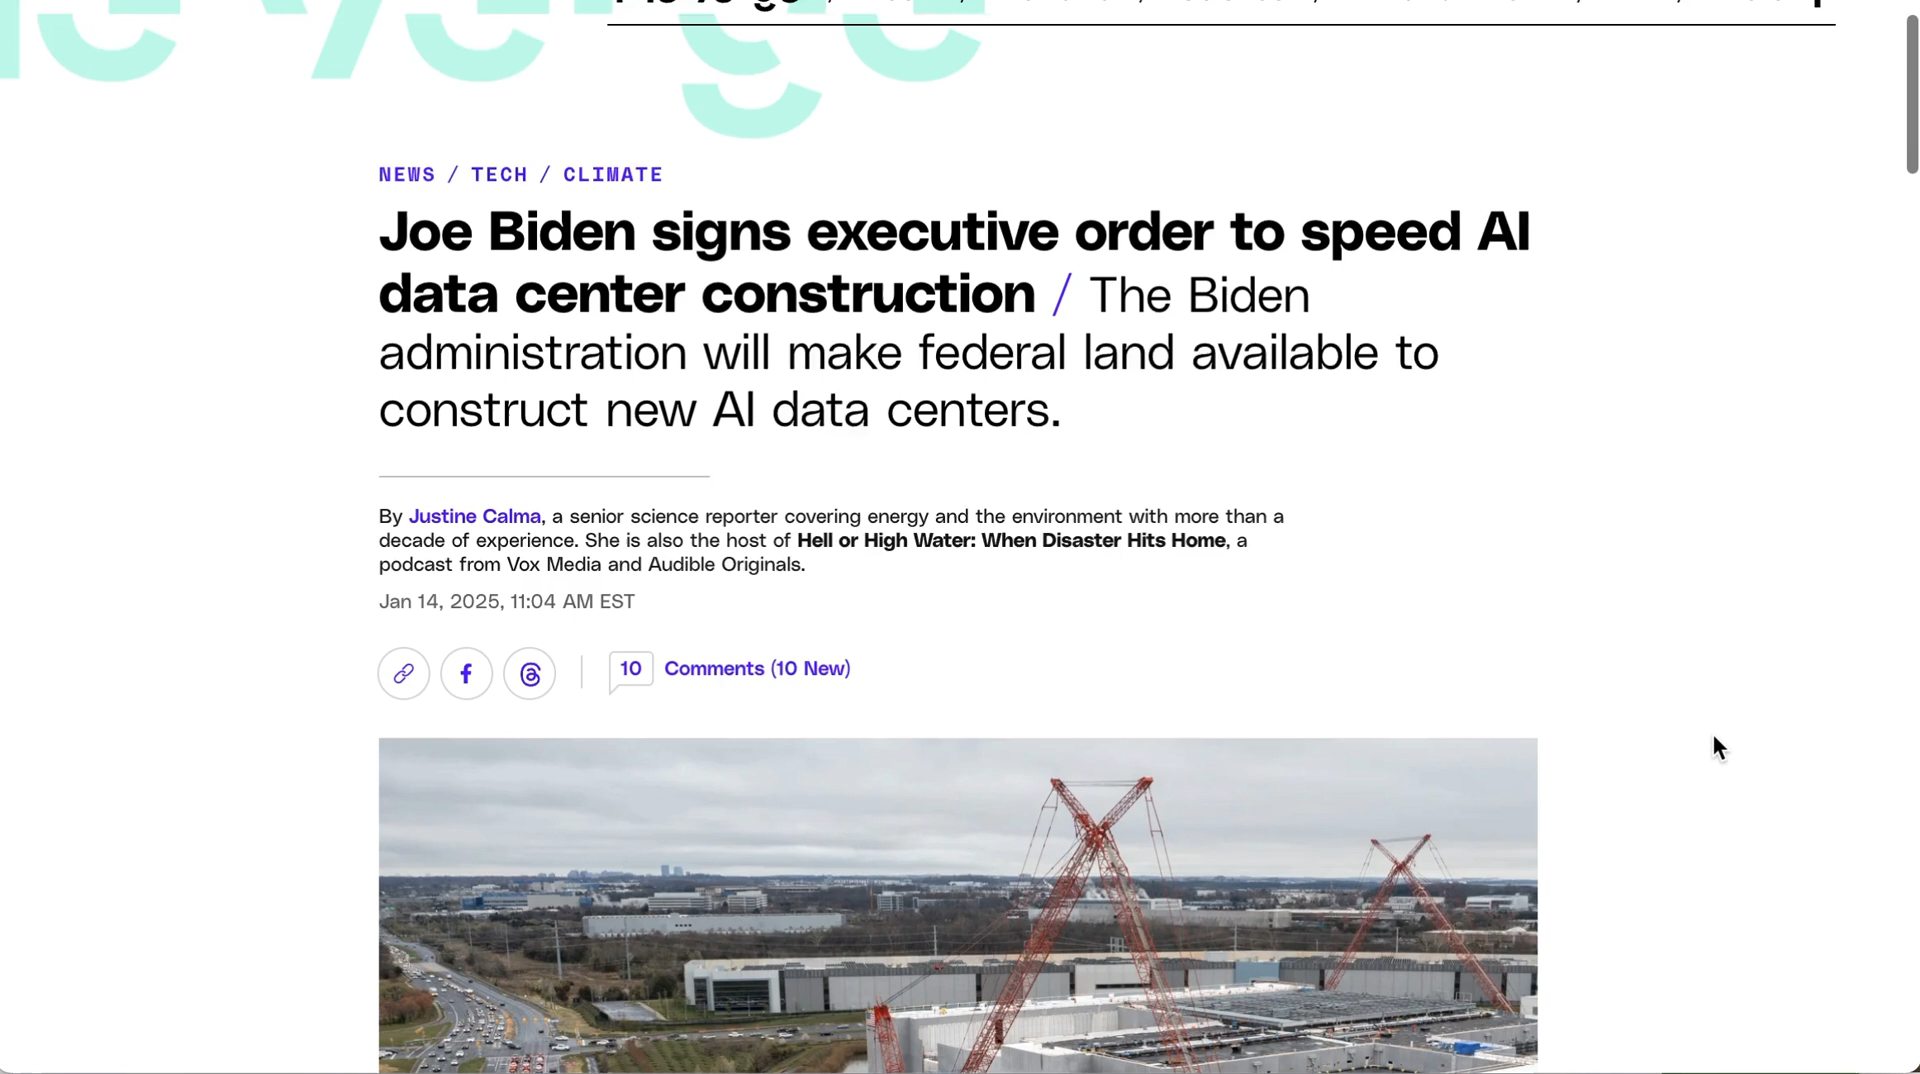 NEWS / TECH / CLIMATE
Joe Biden signs executive order to speed AI
data center construction / The Biden
administration will make federal land available to
construct new AI data centers.
By Justine Calma, a senior science reporter covering energy and the environment with more than a
decade of experience. She is also the host of Hell or High Water: When Disaster Hits Home, a
podcast from Vox Media and Audible Originals.
Jan 14, 2025, 11:04 AM EST
10 Comments (10 New)